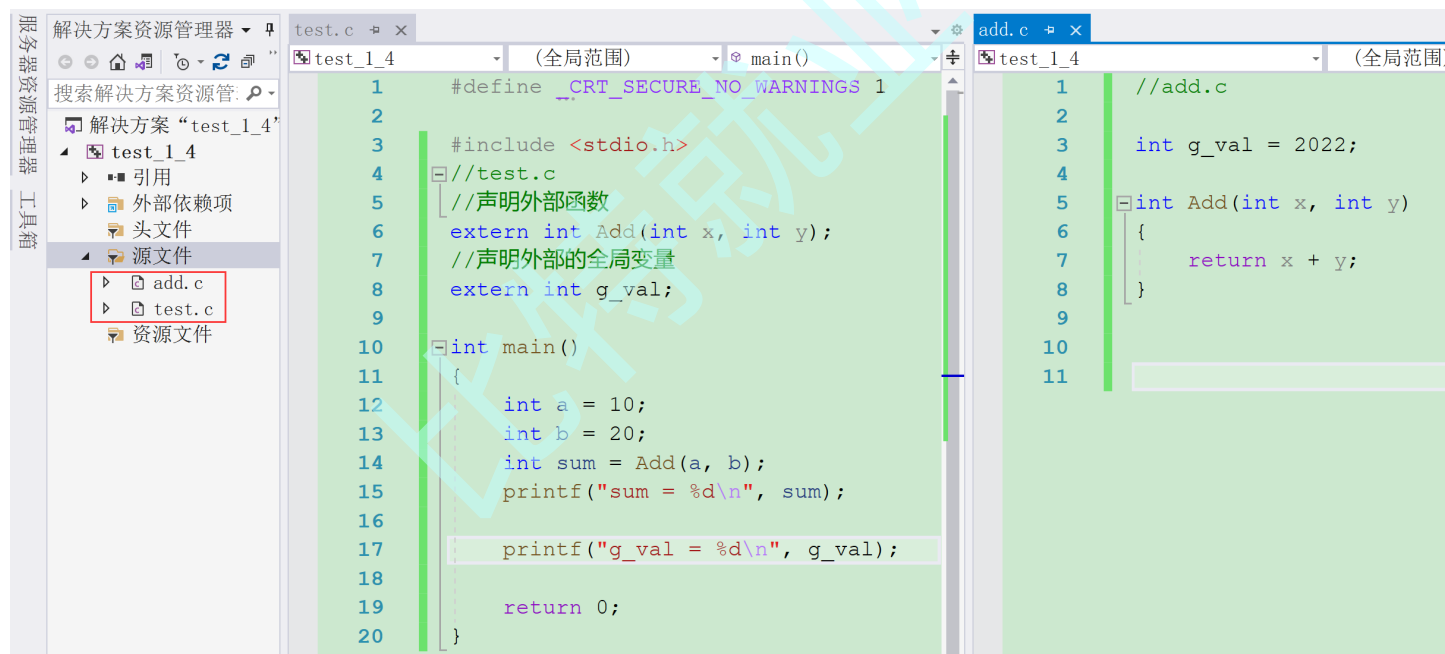 服务器资源管理器
工具箱
解决方案资源管理器
搜索解决方案资源管
解决方案“test_1_4”
test_1_4
引用
外部依赖项
头文件
源文件
add.c
test.c
资源文件
test.c
test_1_4
(全局范围)
main()
1 #define _CRT_SECURE_NO_WARNINGS 1
2
3 #include <stdio.h>
4 //test.c
5 //声明外部函数
6 extern int Add(int x, int y);
7 //声明外部的全局变量
8 extern int g_val;
9
10 int main()
11 {
12 int a = 10;
13 int b = 20;
14 int sum = Add(a, b);
15 printf("sum = %d\n", sum);
16
17 printf("g_val = %d\n", g_val);
18
19 return 0;
20 }
add.c
test_1_4
(全局范围)
1 //add.c
2
3 int g_val = 2022;
4
5 int Add(int x, int y)
6 {
7 return x + y;
8 }
9
10
11
比特就业